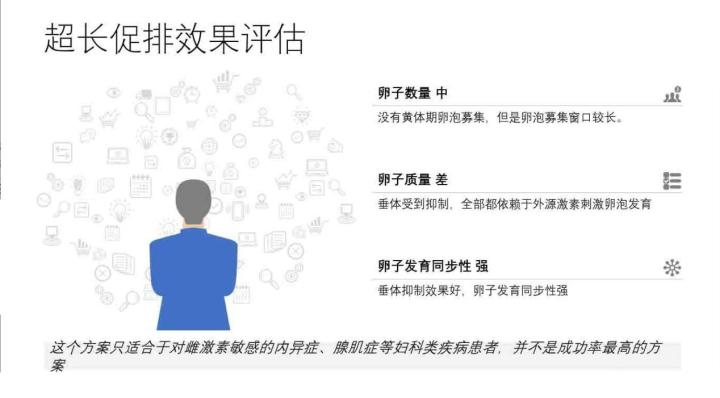 超长促排效果评估
卵子数量 中
没有黄体期卵泡募集，但是卵泡募集窗口较长。
卵子质量 差
垂体受到抑制，全部都依赖于外源激素刺激卵泡发育
卵子发育同步性 强
垂体抑制效果好，卵子发育同步性强
这个方案只适合于对雌激素敏感的内异症、腺肌症等妇科类疾病患者，并不是成功率最高的方
案